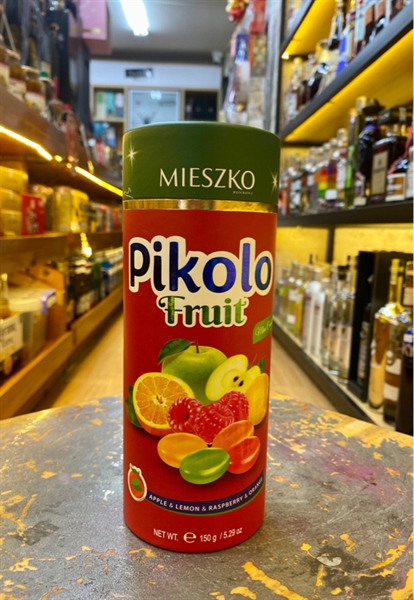 MIESZKO
Pikolo
Fruit
APPLE & LEMON & RASPBERRY & ORANGE
NET WT. ℮ 150 g / 5.29 oz